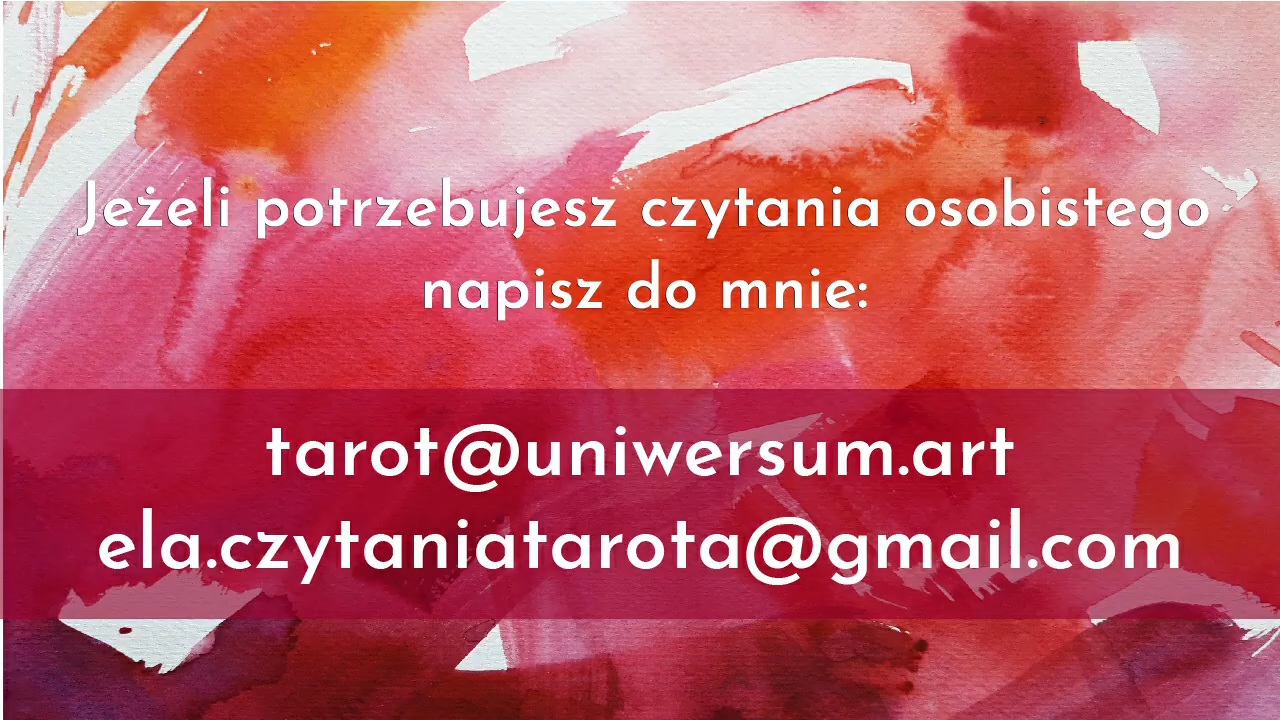 Jeżeli potrzebujesz czytania osobistego
napisz do mnie:
tarot@uniwersum.art
ela.czytaniatarota@gmail.com